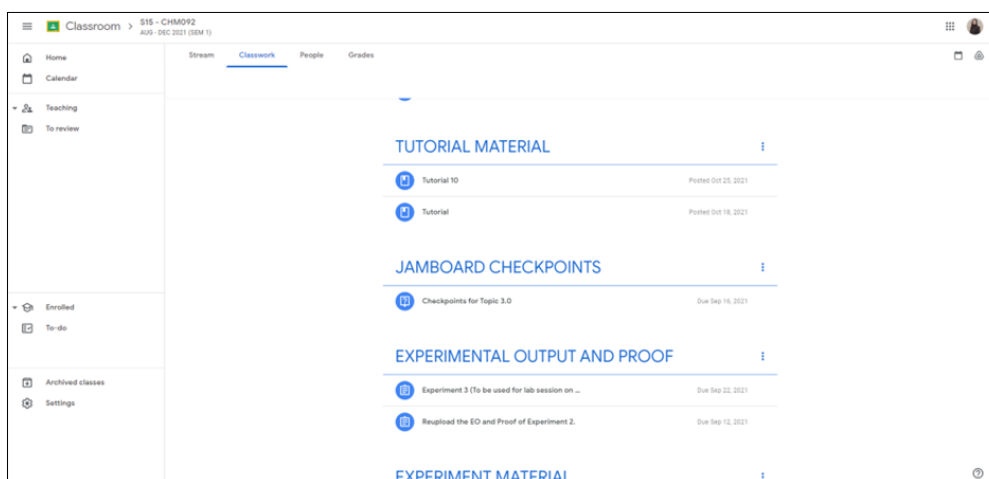 Classroom > S15 - CHM092
AUG - DEC 2021 (SEM 1)
Home
Calendar
Teaching
To review
Enrolled
To-do
Archived classes
Settings
Stream Classwork People Grades
TUTORIAL MATERIAL
Tutorial 10 Posted Oct 25, 2021
Tutorial Posted Oct 18, 2021
JAMBOARD CHECKPOINTS
Checkpoints for Topic 3.0 Due Sep 16, 2021
EXPERIMENTAL OUTPUT AND PROOF
Experiment 3 (To be used for lab session on ... Due Sep 22, 2021
Reupload the EO and Proof of Experiment 2. Due Sep 12, 2021
EXPERIMENT MATERIAL